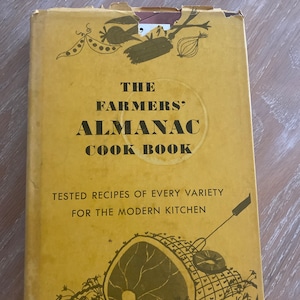 THE
FARMERS'
ALMANAC
COOK BOOK
TESTED RECIPES OF EVERY VARIETY
FOR THE MODERN KITCHEN